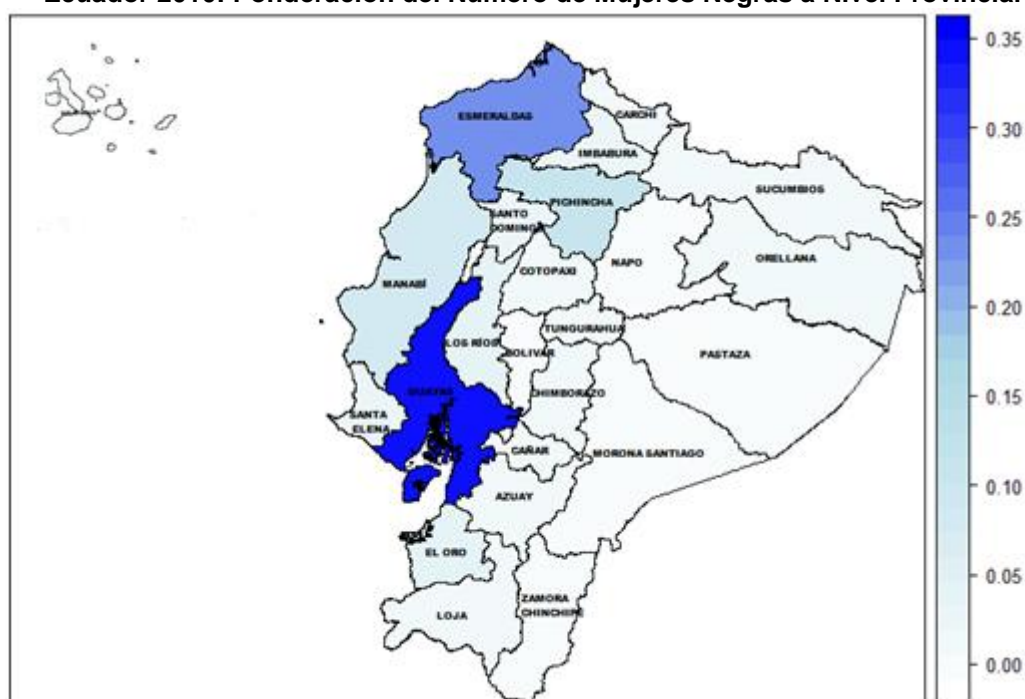 Ecuador 2010: Ponderación del Número de Mujeres Negras a Nivel Provincial
0.35
0.30
0.25
0.20
0.15
0.10
0.05
0.00
ESMERALDAS
CARCHI
IMBABURA
SUCUMBIOS
PICHINCHA
SANTO
DOMINGO
ORELLANA
NAPO
COTOPAXI
MANABÍ
TUNGURAHUA
LOS RÍOS
BOLIVAR
PASTAZA
GUAYAS
CHIMBORAZO
SANTA
ELENA
CAÑAR
MORONA SANTIAGO
AZUAY
EL ORO
ZAMORA
CHINCHIPE
LOJA